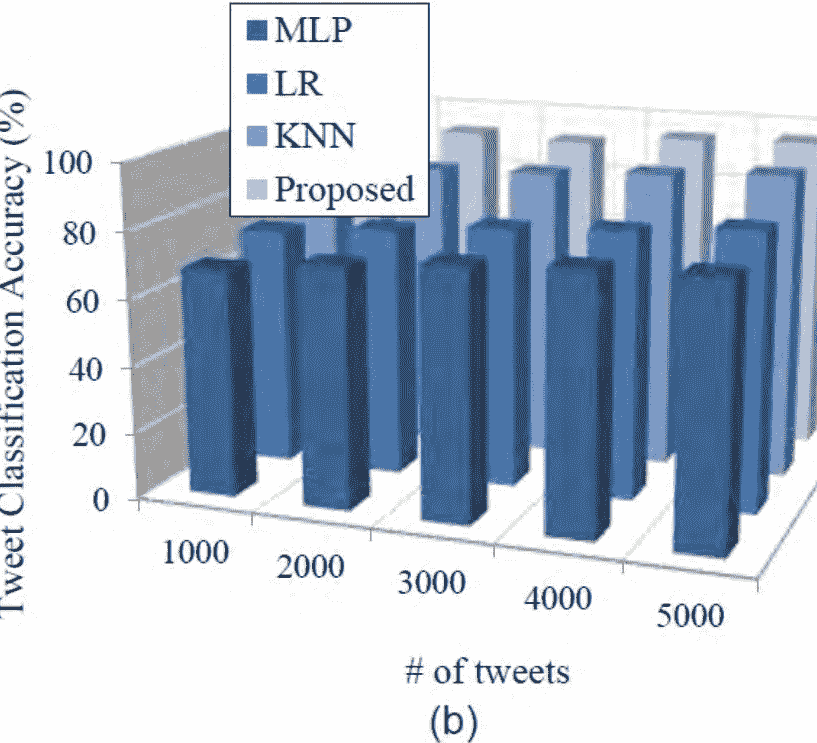 MLP
LR
KNN
Proposed
Tweet Classification Accuracy (%)
100
80
60
40
20
0
1000
2000
3000
4000
5000
# of tweets
(b)